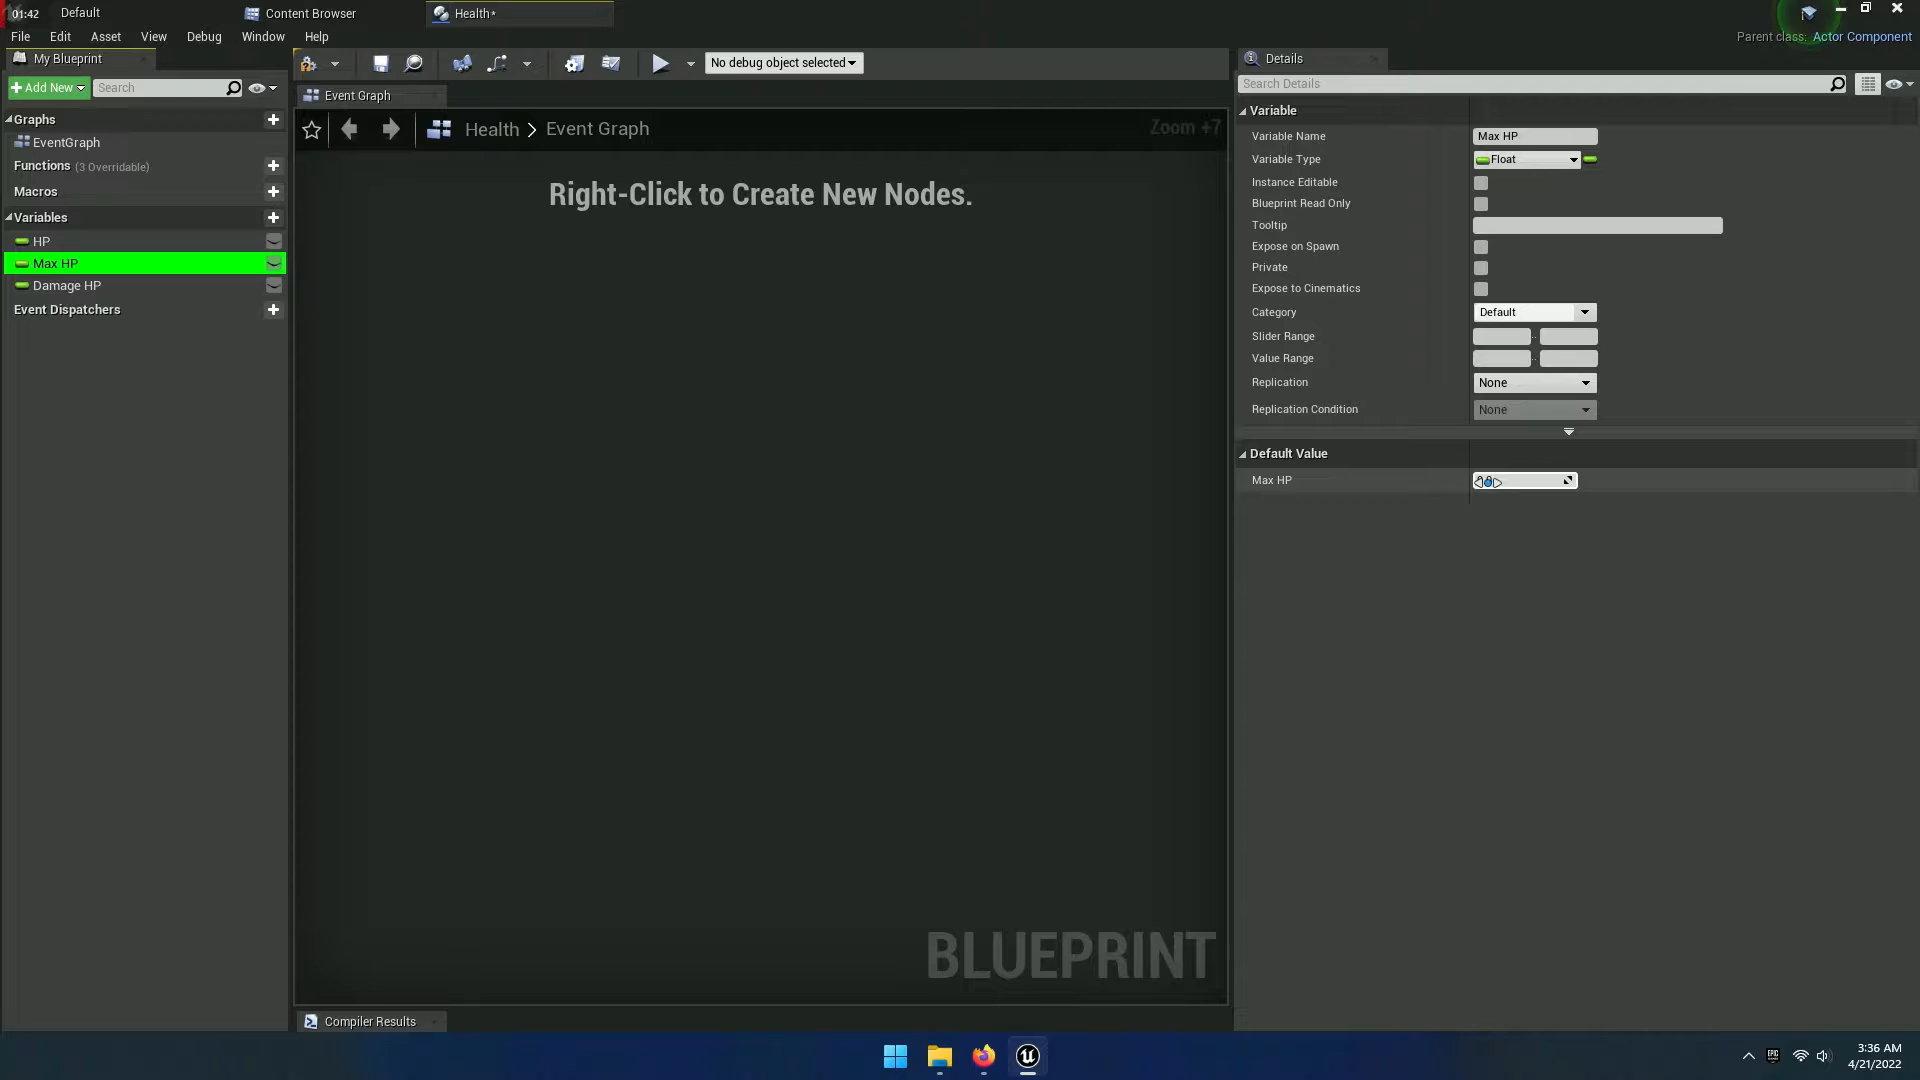 01:42
Default
Content Browser
Health*
File Edit Asset View Debug Window Help
Parent class: Actor Component
My Blueprint
Add New
Search
No debug object selected
Details
Search Details
Event Graph
Graphs
EventGraph
Functions (3 Overridable)
Macros
Variables
HP
Max HP
Damage HP
Event Dispatchers
Health > Event Graph
Zoom +7
Right-Click to Create New Nodes.
BLUEPRINT
Compiler Results
Variable
Variable Name Max HP
Variable Type Float
Instance Editable
Blueprint Read Only
Tooltip
Expose on Spawn
Private
Expose to Cinematics
Category Default
Slider Range
Value Range
Replication None
Replication Condition None
Default Value
Max HP
EPIC
3:36 AM
4/21/2022